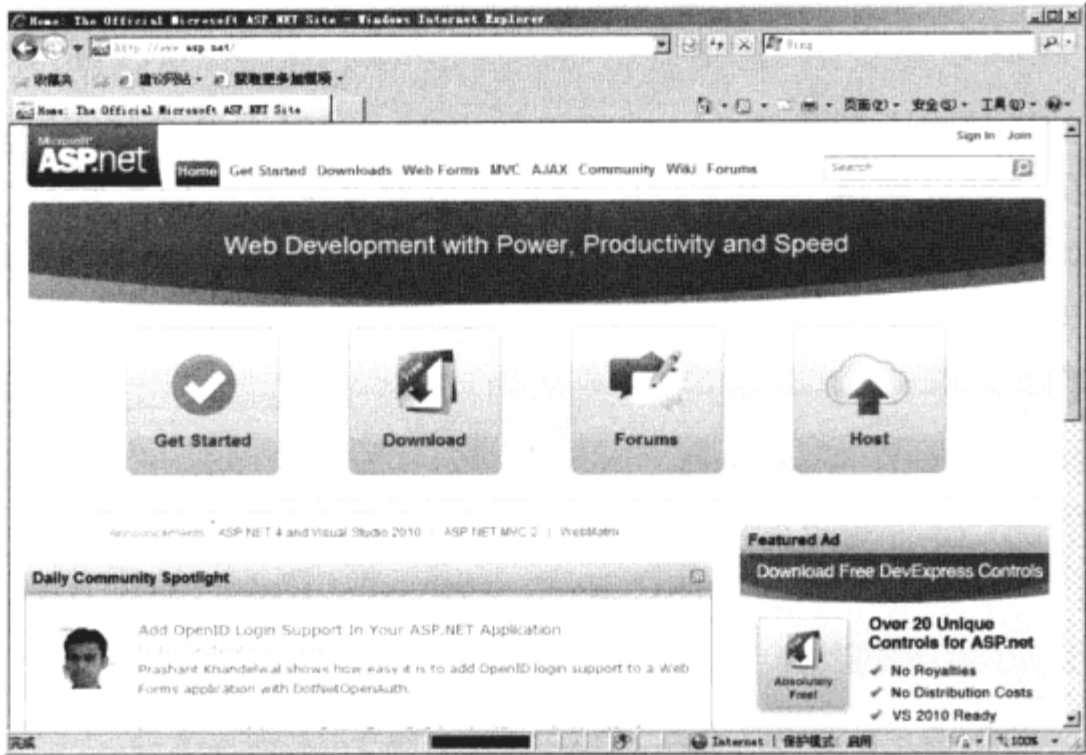 Home: The Official Microsoft ASP.NET Site - Windows Internet Explorer
http://www.asp.net/
Bing
收藏夹 建议网站 获取更多加载项
Home: The Official Microsoft ASP.NET Site
页面(P) 安全(S) 工具(O)
Sign In Join
Microsoft
ASP.net
Home Get Started Downloads Web Forms MVC AJAX Community Wiki Forums
Search
Web Development with Power, Productivity and Speed
Get Started
Download
Forums
Host
Announcements ASP.NET 4 and Visual Studio 2010 | ASP.NET MVC 2 | WebMatrix
Featured Ad
Download Free DevExpress Controls
Daily Community Spotlight
Add OpenID Login Support In Your ASP.NET Application
Prashant Khandelwal shows how easy it is to add OpenID login support to a Web
Forms application with DotNetOpenAuth.
Over 20 Unique
Controls for ASP.net
Absolutely
Free!
✓ No Royalties
✓ No Distribution Costs
✓ VS 2010 Ready
完成
Internet | 保护模式: 启用
100%